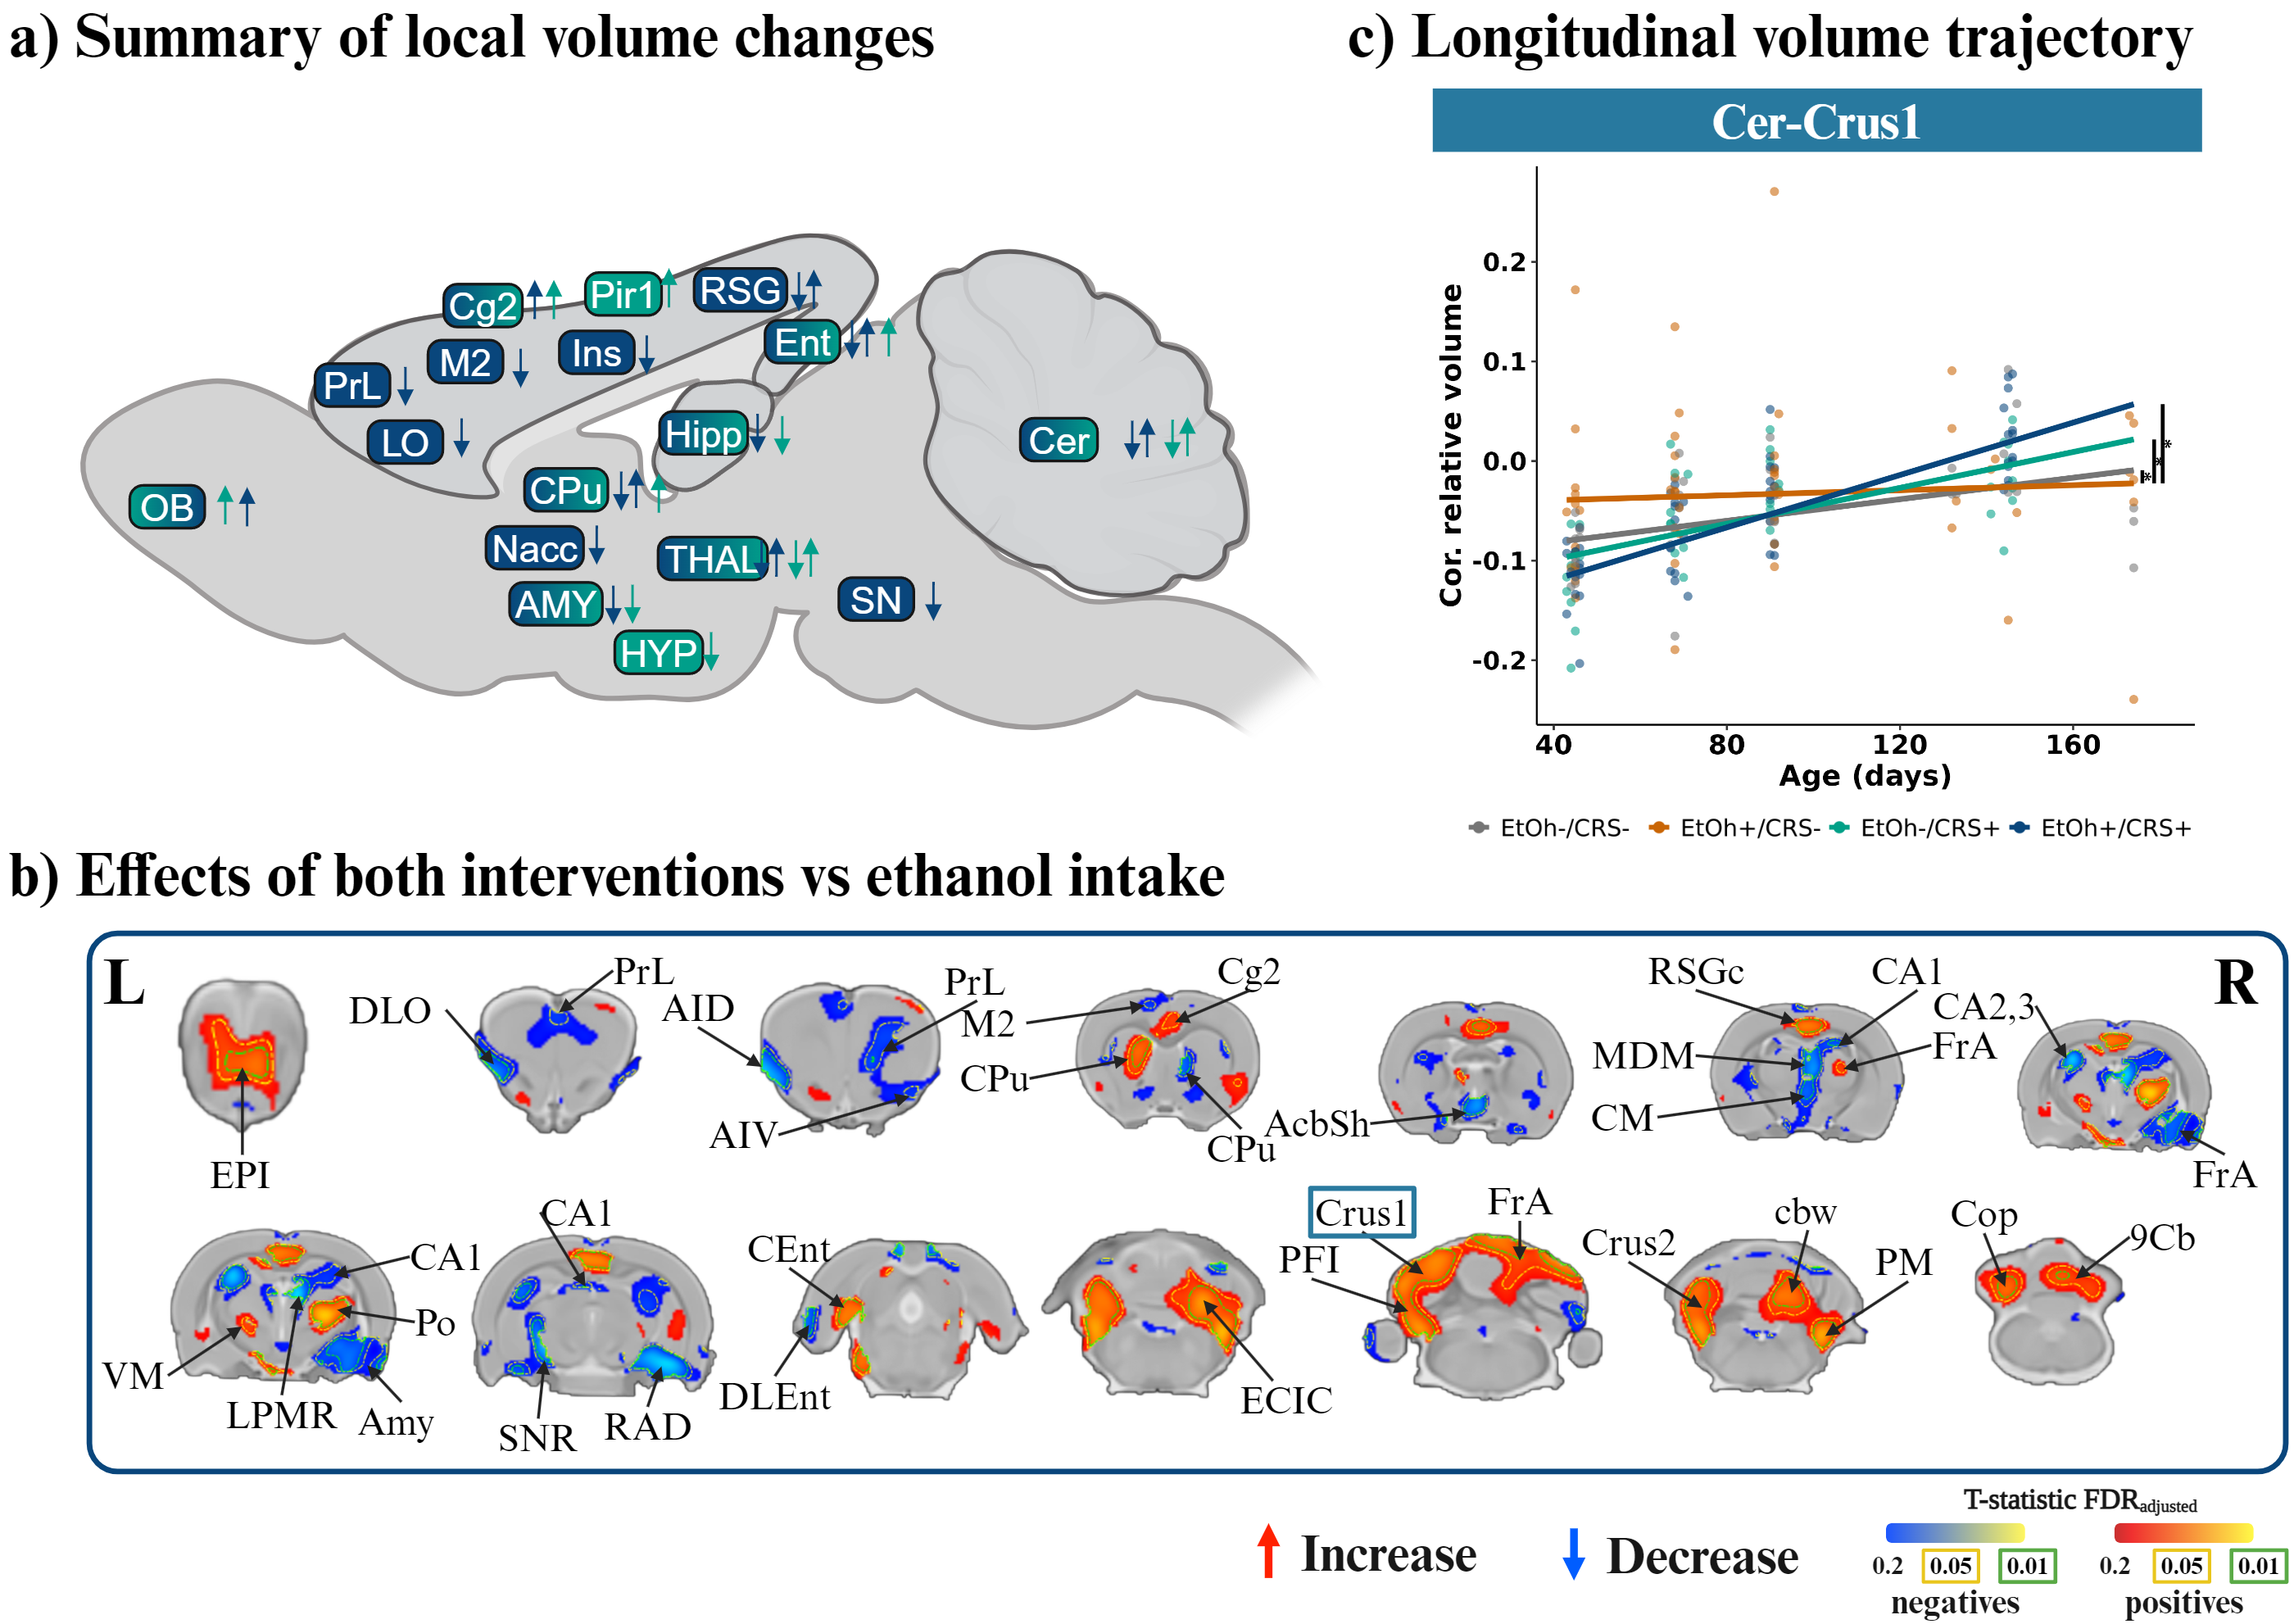 a) Summary of local volume changes
Cg2
Pir1
RSG
M2
Ins
Ent
PrL
LO
Hipp
Cer
OB
CPu
Nacc
THAL
AMY
SN
HYP
c) Longitudinal volume trajectory
Cer-Crus1
Cor. relative volume
0.2
0.1
0.0
-0.1
-0.2
*
*
*
40 80 120 160
Age (days)
EtOh-/CRS- EtOh+/CRS- EtOh-/CRS+ EtOh+/CRS+
b) Effects of both interventions vs ethanol intake
L
R
EPI
DLO
PrL
AID
PrL
AIV
M2
Cg2
CPu
CPu
AcbSh
RSGc
CA1
MDM
FrA
CM
CA2,3
FrA
CA1
Po
VM
LPMR
Amy
CA1
SNR
RAD
CEnt
DLEnt
ECIC
Crus1
FrA
PFI
Crus2
cbw
PM
Cop
9Cb
Increase
Decrease
T-statistic FDRadjusted
0.2 0.05 0.01
negatives
0.2 0.05 0.01
positives